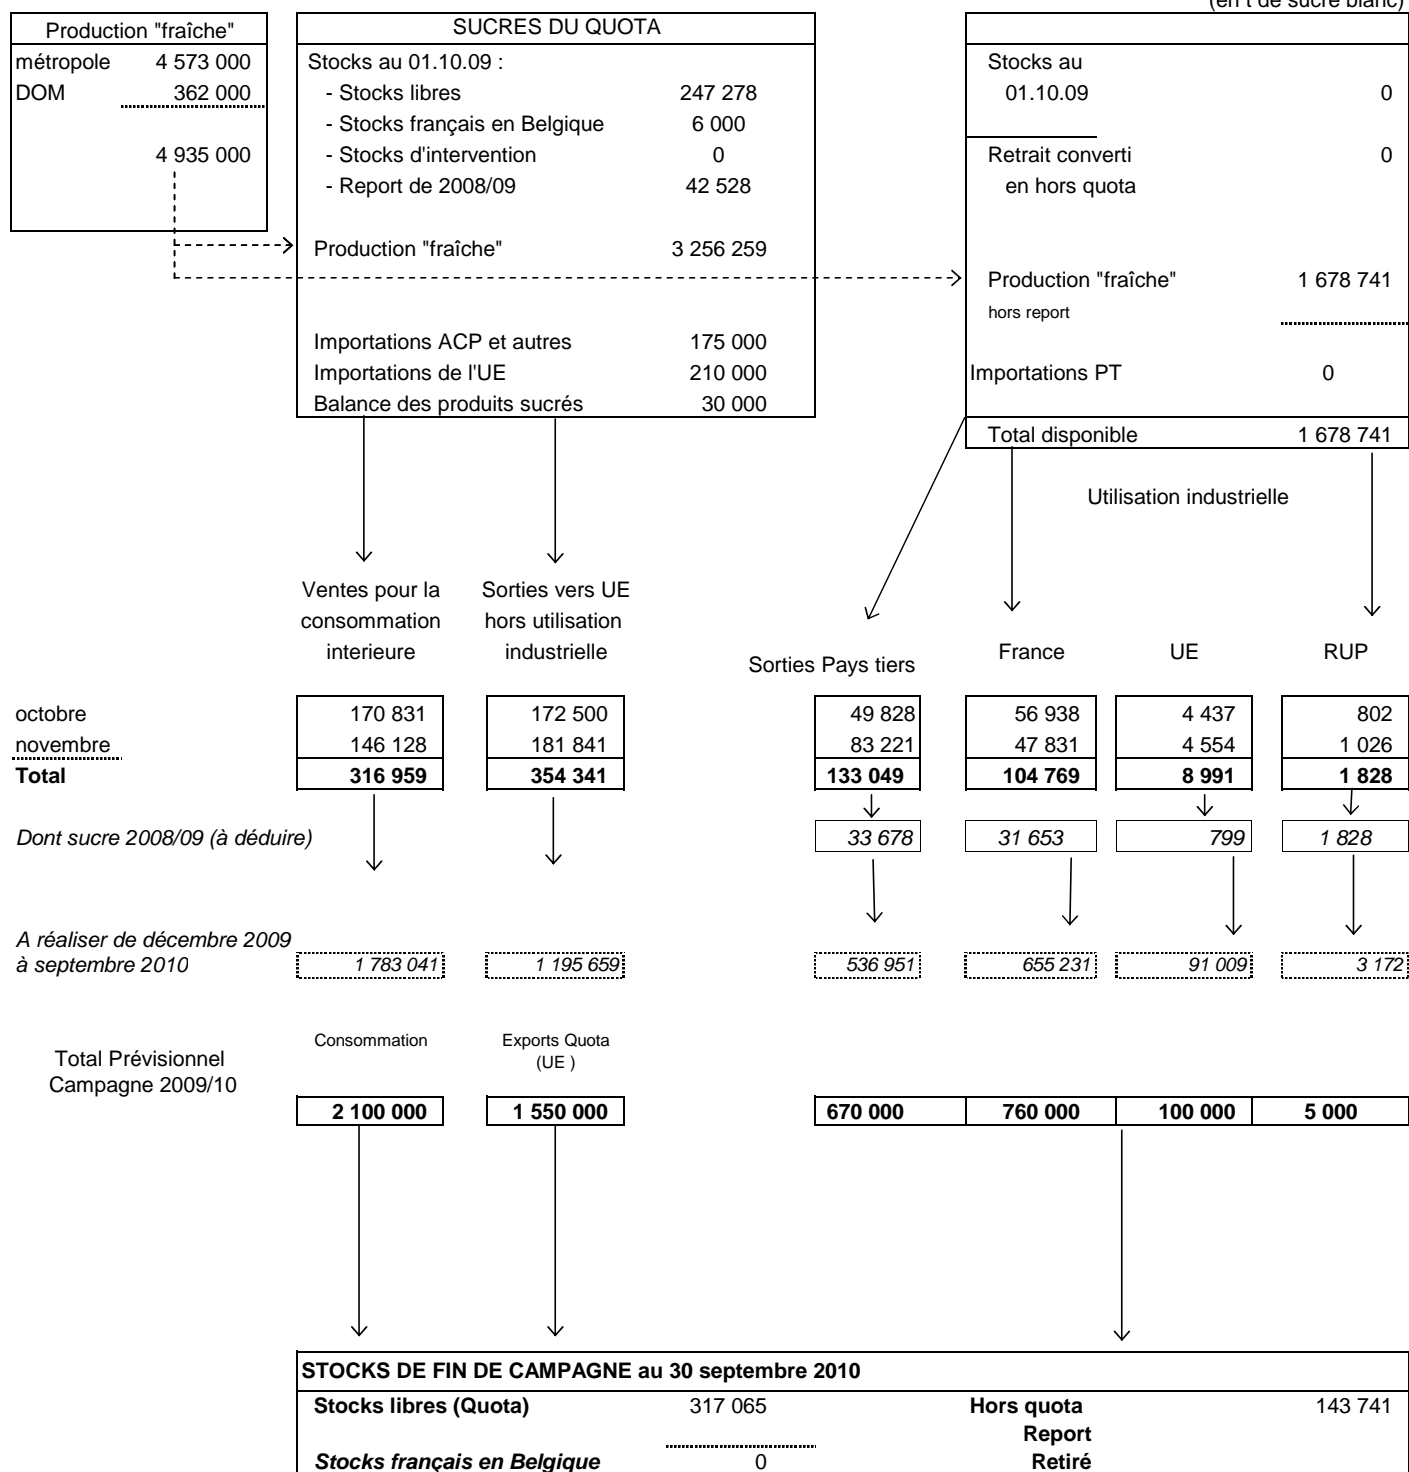 (en t de sucre blanc)
Production "fraîche"
métropole 4 573 000
DOM 362 000
4 935 000
SUCRES DU QUOTA
Stocks au 01.10.09 :
- Stocks libres 247 278
- Stocks français en Belgique 6 000
- Stocks d'intervention 0
- Report de 2008/09 42 528
Production "fraîche" 3 256 259
Importations ACP et autres 175 000
Importations de l'UE 210 000
Balance des produits sucrés 30 000
Stocks au
01.10.09 0
Retrait converti 0
en hors quota
Production "fraîche" 1 678 741
hors report
Importations PT 0
Total disponible 1 678 741
Utilisation industrielle
Ventes pour la
consommation
interieure
Sorties vers UE
hors utilisation
industrielle
Sorties Pays tiers
France UE RUP
octobre 170 831 172 500 49 828 56 938 4 437 802
novembre 146 128 181 841 83 221 47 831 4 554 1 026
Total 316 959 354 341 133 049 104 769 8 991 1 828
Dont sucre 2008/09 (à déduire) 33 678 31 653 799 1 828
A réaliser de décembre 2009
à septembre 2010 1 783 041 1 195 659 536 951 655 231 91 009 3 172
Total Prévisionnel
Campagne 2009/10
Consommation
Exports Quota
(UE )
2 100 000 1 550 000 670 000 760 000 100 000 5 000
STOCKS DE FIN DE CAMPAGNE au 30 septembre 2010
Stocks libres (Quota) 317 065 Hors quota 143 741
Report
Stocks français en Belgique 0 Retiré